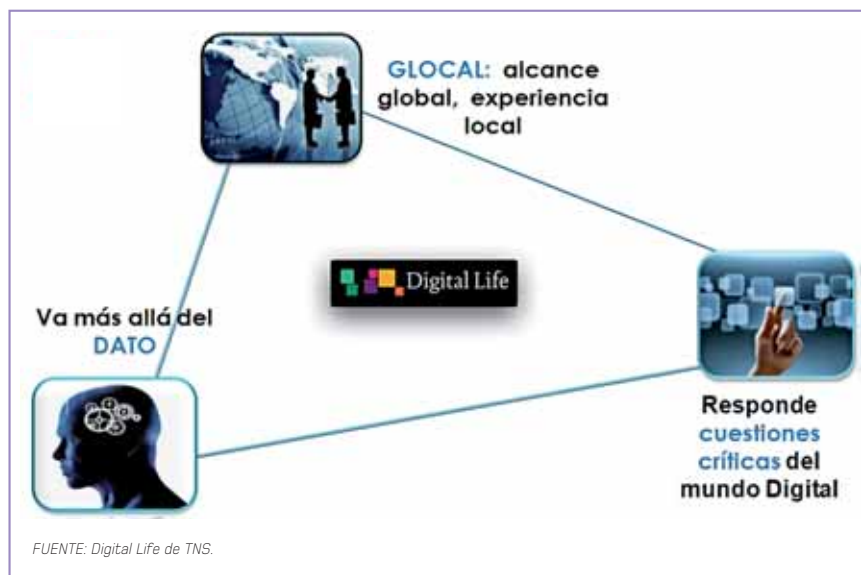 GLOCAL: alcance
global, experiencia
local
Digital Life
Va más allá del
DATO
Responde
cuestiones
críticas del
mundo Digital
FUENTE: Digital Life de TNS.